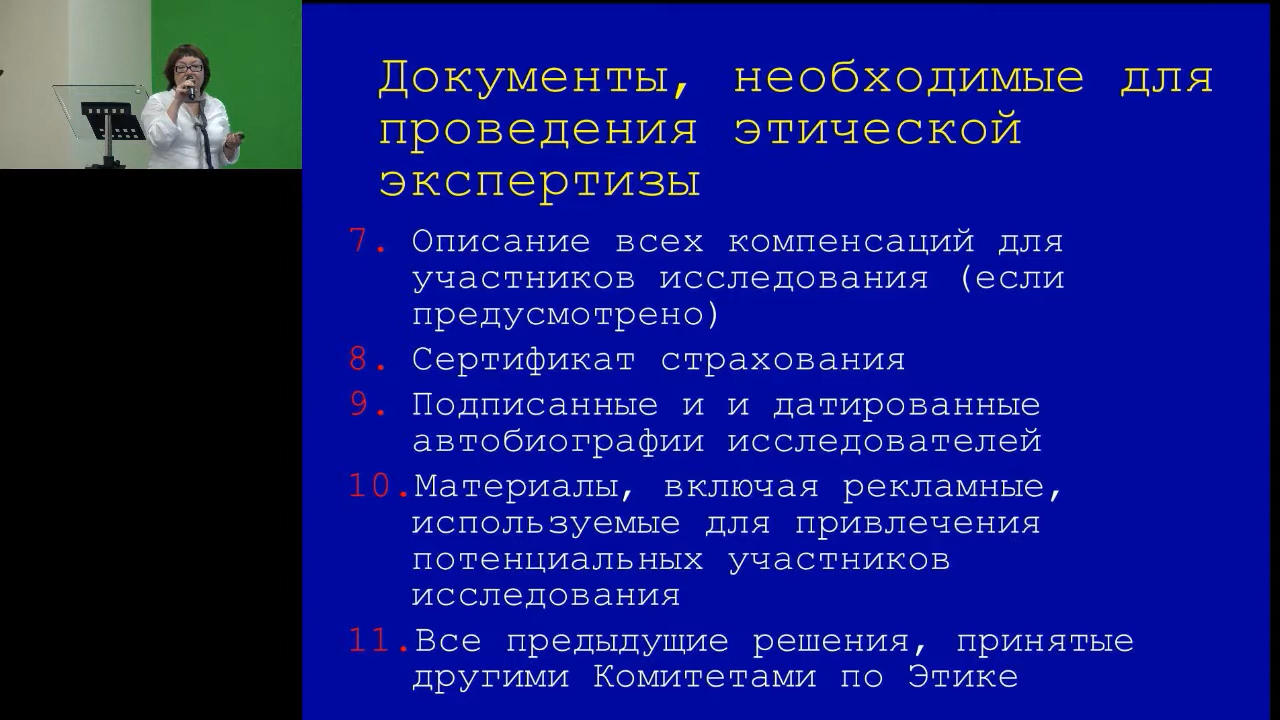 Документы, необходимые для
проведения этической
экспертизы
7. Описание всех компенсаций для
участников исследования (если
предусмотрено)
8. Сертификат страхования
9. Подписанные и и датированные
автобиографии исследователей
10.Материалы, включая рекламные,
используемые для привлечения
потенциальных участников
исследования
11.Все предыдущие решения, принятые
другими Комитетами по Этике